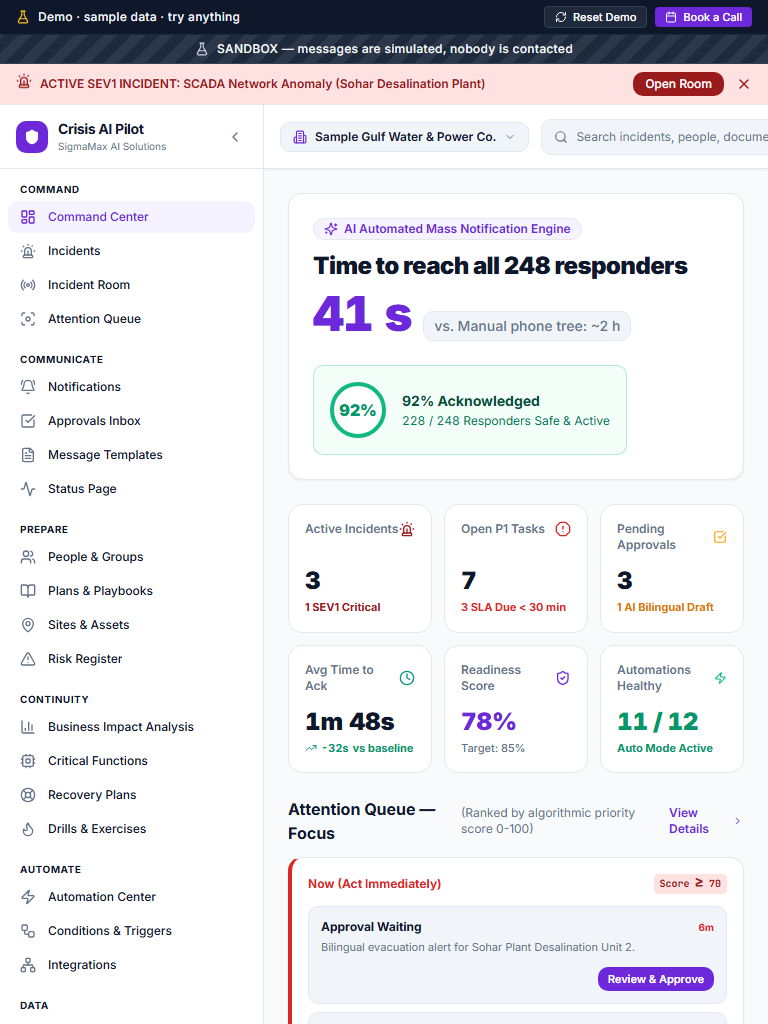 Demo · sample data · try anything
Reset Demo
Book a Call
SANDBOX — messages are simulated, nobody is contacted
ACTIVE SEV1 INCIDENT: SCADA Network Anomaly (Sohar Desalination Plant)
Open Room
Crisis AI Pilot
SigmaMax AI Solutions
Sample Gulf Water & Power Co.
Search incidents, people, docume
COMMAND
Command Center
Incidents
Incident Room
Attention Queue
COMMUNICATE
Notifications
Approvals Inbox
Message Templates
Status Page
PREPARE
People & Groups
Plans & Playbooks
Sites & Assets
Risk Register
CONTINUITY
Business Impact Analysis
Critical Functions
Recovery Plans
Drills & Exercises
AUTOMATE
Automation Center
Conditions & Triggers
Integrations
DATA
AI Automated Mass Notification Engine
Time to reach all 248 responders
41 s
vs. Manual phone tree: ~2 h
92%
92% Acknowledged
228 / 248 Responders Safe & Active
Active Incidents
3
1 SEV1 Critical
Open P1 Tasks
7
3 SLA Due < 30 min
Pending
Approvals
3
1 AI Bilingual Draft
Avg Time to
Ack
1m 48s
-32s vs baseline
Readiness
Score
78%
Target: 85%
Automations
Healthy
11 / 12
Auto Mode Active
Attention Queue —
Focus
(Ranked by algorithmic priority
score 0-100)
View
Details
Now (Act Immediately)
Score ≥ 70
Approval Waiting
6m
Bilingual evacuation alert for Sohar Plant Desalination Unit 2.
Review & Approve